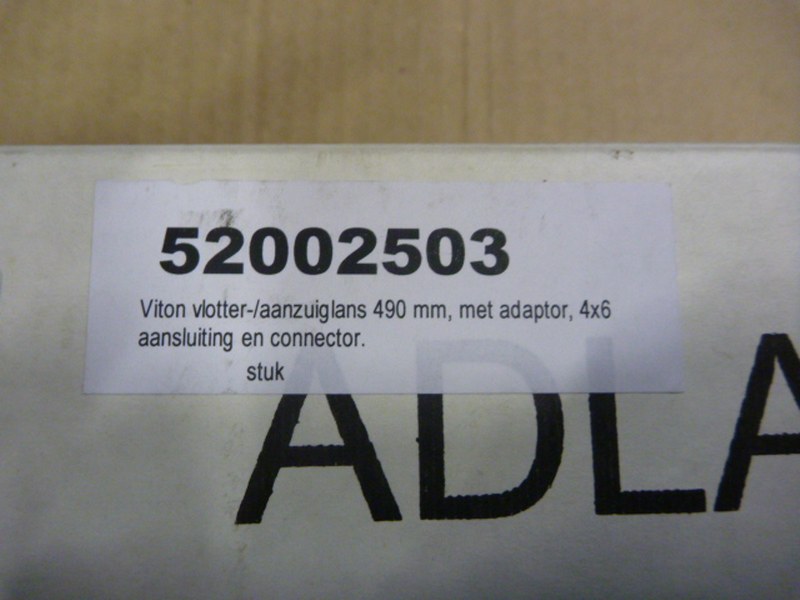 52002503
Viton vlotter-/aanzuiglans 490 mm, met adaptor, 4x6
aansluiting en connector.
stuk
ADLA